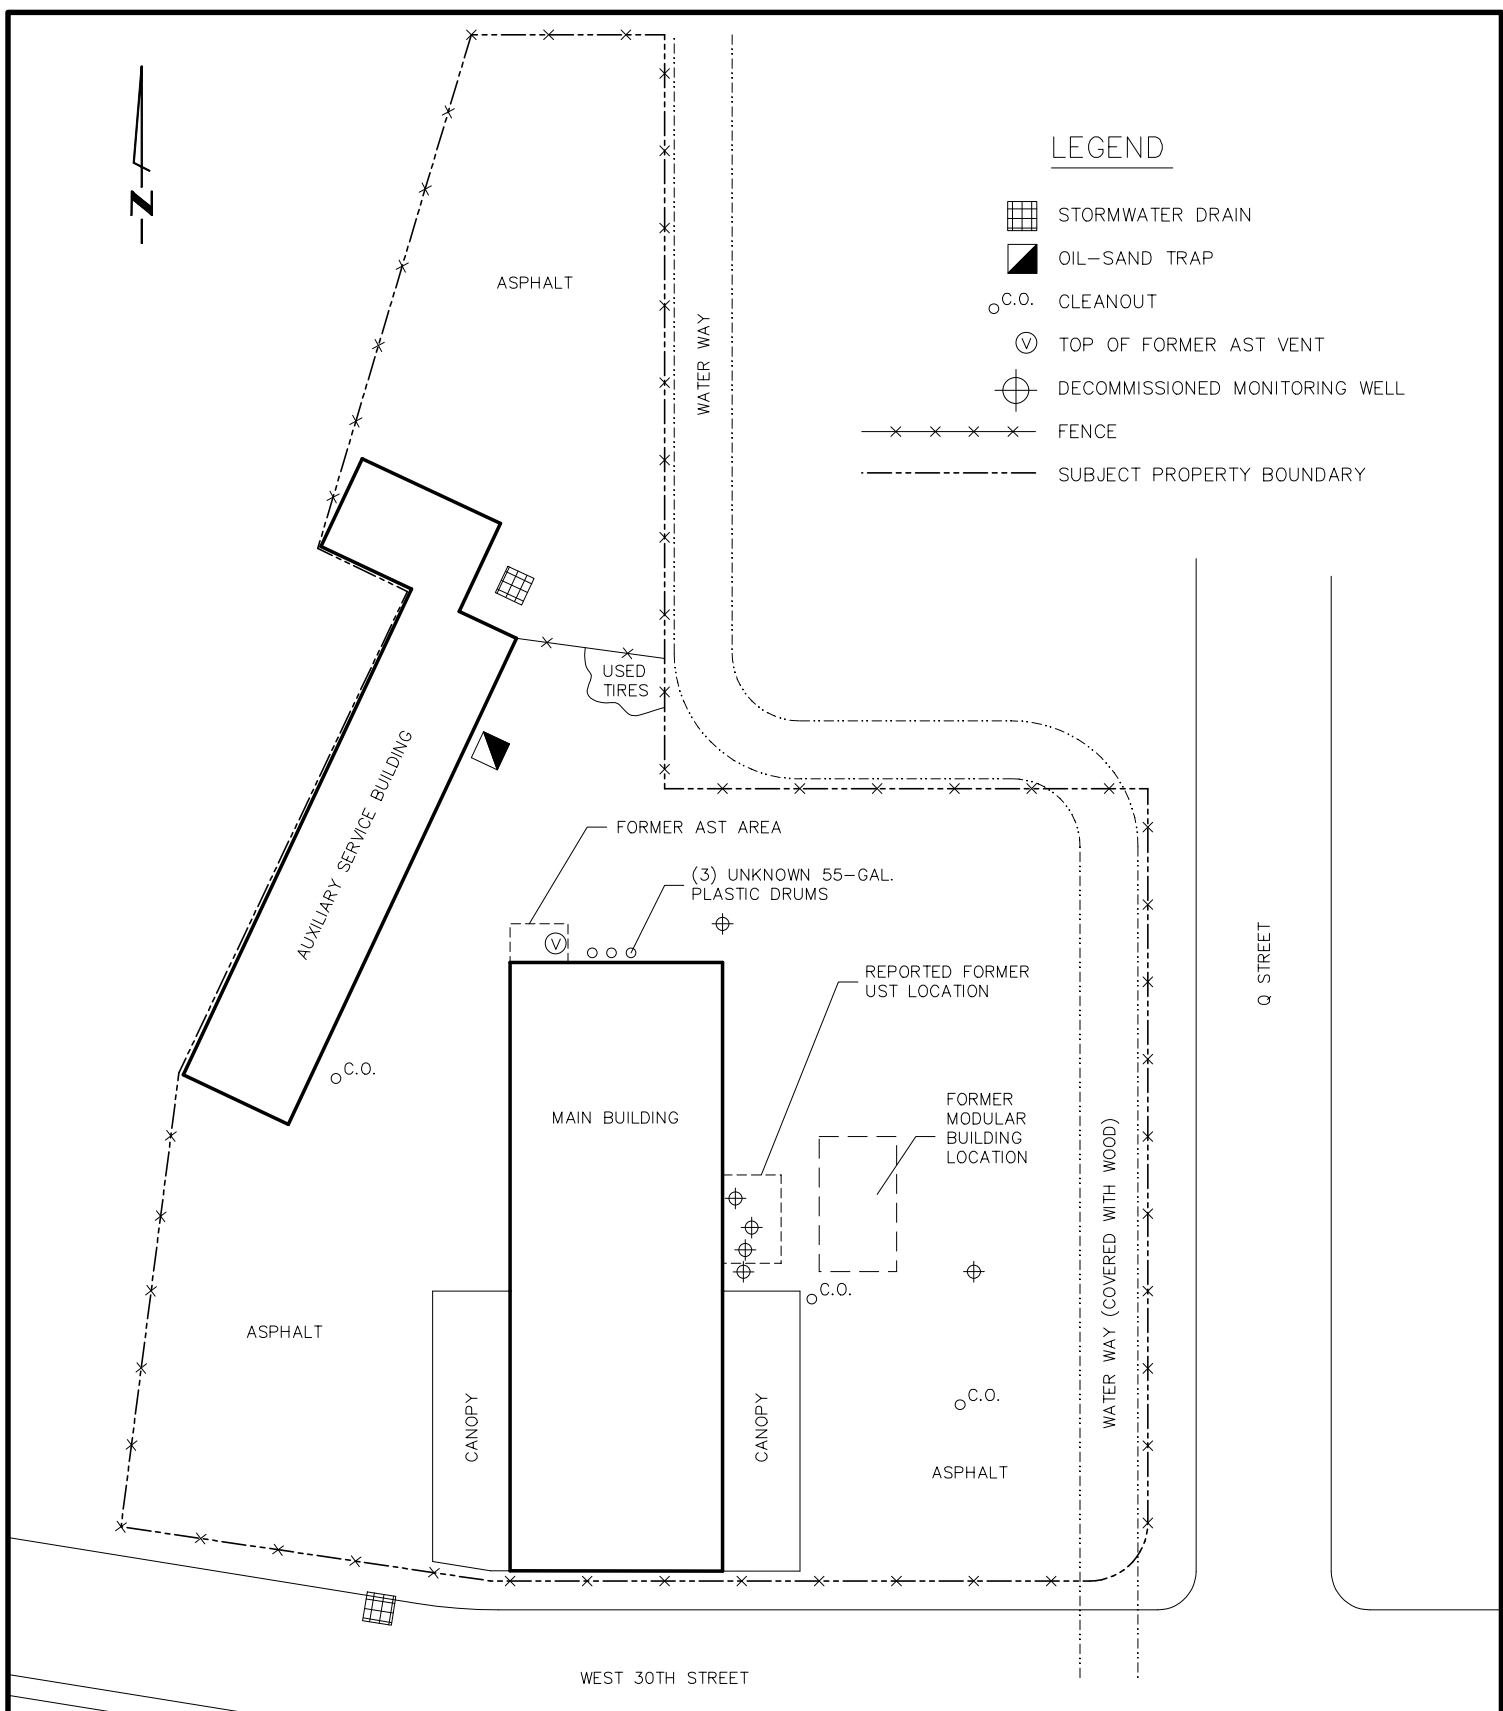 N
LEGEND
STORMWATER DRAIN
OIL-SAND TRAP
C.O. CLEANOUT
V TOP OF FORMER AST VENT
DECOMMISSIONED MONITORING WELL
FENCE
SUBJECT PROPERTY BOUNDARY
ASPHALT
WATER WAY
USED
TIRES
AUXILIARY SERVICE BUILDING
FORMER AST AREA
(3) UNKNOWN 55-GAL.
PLASTIC DRUMS
V
REPORTED FORMER
UST LOCATION
Q STREET
C.O.
MAIN BUILDING
FORMER
MODULAR
BUILDING
LOCATION
WATER WAY (COVERED WITH WOOD)
C.O.
ASPHALT
CANOPY
CANOPY
C.O.
ASPHALT
WEST 30TH STREET